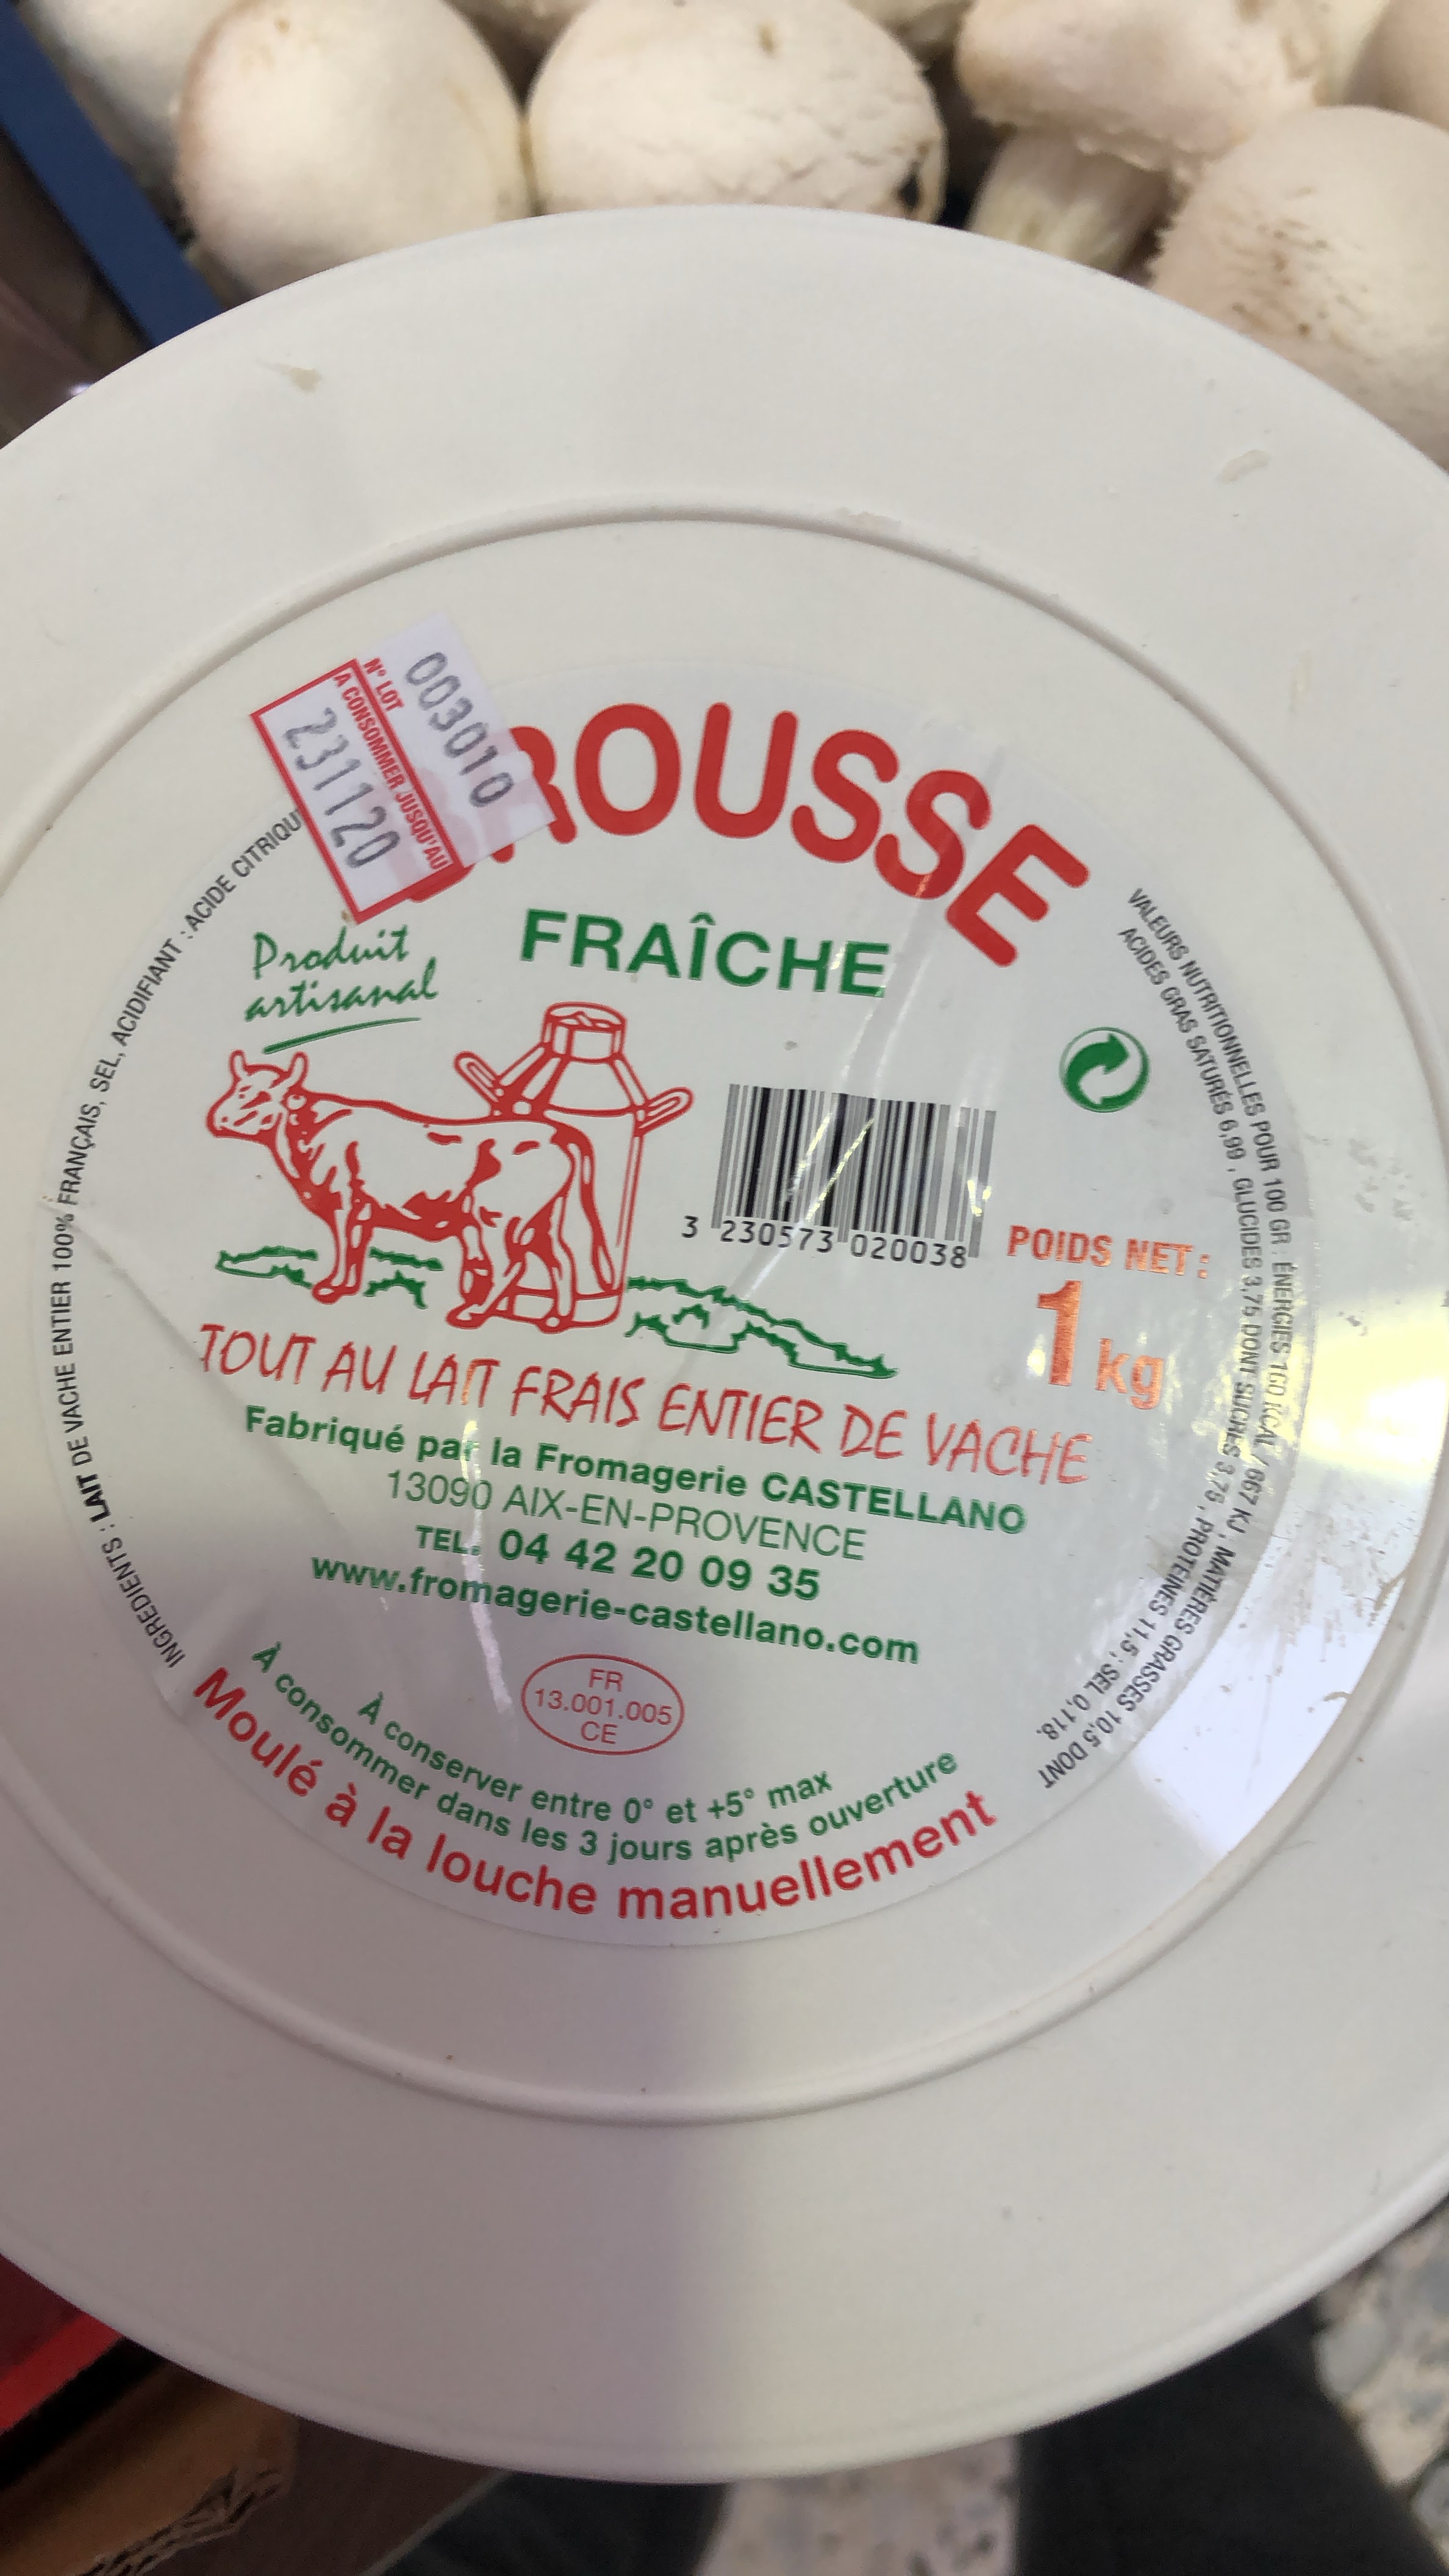 003010
N° LOT
A CONSOMMER JUSQU'AU
231120
ROUSSE
FRAÎCHE
Produit
artisanal
3 230573 020038
POIDS NET :
1 kg
TOUT AU LAIT FRAIS ENTIER DE VACHE
Fabriqué par la Fromagerie CASTELLANO
13090 AIX-EN-PROVENCE
TEL. 04 42 20 09 35
www.fromagerie-castellano.com
FR
13.001.005
CE
À conserver entre 0° et +5° max
À consommer dans les 3 jours après ouverture
Moulé à la louche manuellement
INGREDIENTS : LAIT DE VACHE ENTIER 100% FRANÇAIS, SEL, ACIDIFIANT : ACIDE CITRIQU
VALEURS NUTRITIONNELLES POUR 100 GR : ÉNERGIES 160 KCAL / 667 KJ , MATIÈRES GRASSES 10,5 DONT
ACIDES GRAS SATURÉS 6,99 , GLUCIDES 3,75 DONT SUCRES 3,75 , PROTEINES 11,5 ; SEL 0,118.